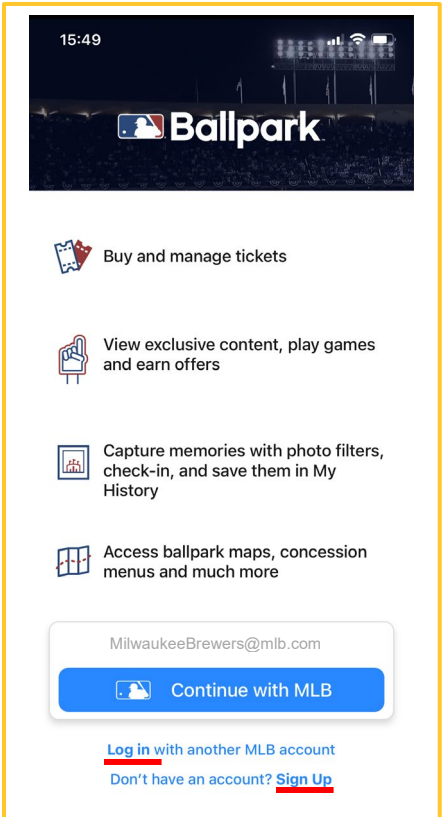 15:49
Ballpark
Buy and manage tickets
View exclusive content, play games
and earn offers
Capture memories with photo filters,
check-in, and save them in My
History
Access ballpark maps, concession
menus and much more
MilwaukeeBrewers@mlb.com
Continue with MLB
Log in with another MLB account
Don't have an account? Sign Up